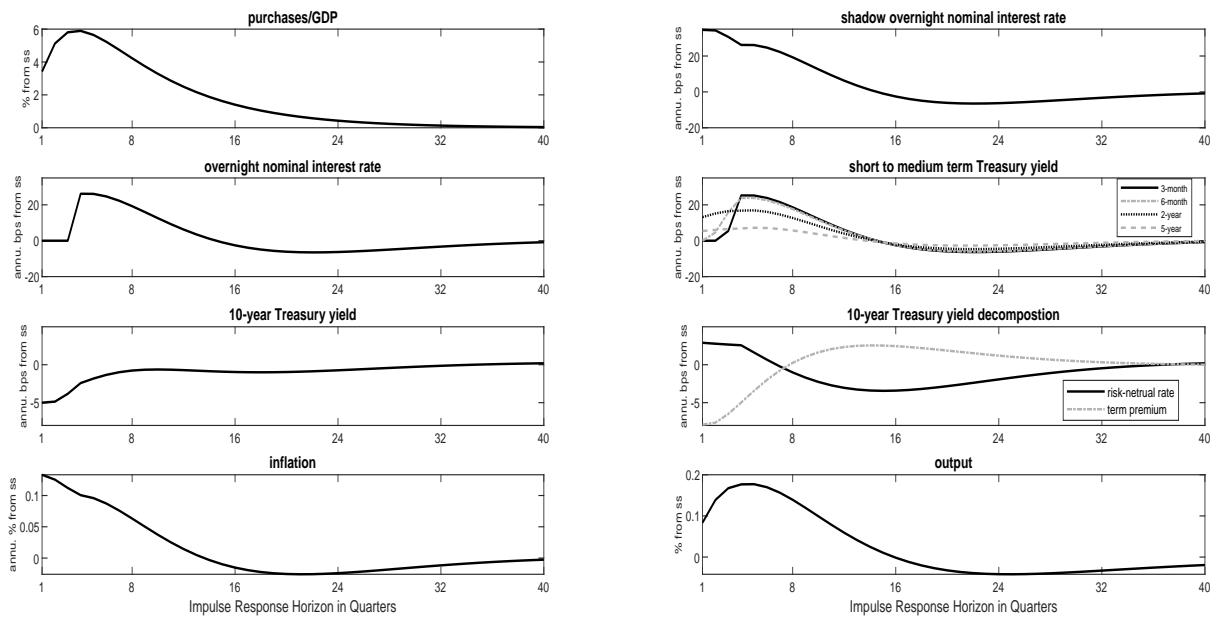 purchases/GDP
% from ss
6
4
2
0
1 8 16 24 32 40
shadow overnight nominal interest rate
annu. bps from ss
20
0
-20
1 8 16 24 32 40
overnight nominal interest rate
annu. bps from ss
20
0
-20
1 8 16 24 32 40
short to medium term Treasury yield
annu. bps from ss
20
0
-20
1 8 16 24 32 40
3-month
6-month
2-year
5-year
10-year Treasury yield
annu. bps from ss
0
-5
1 8 16 24 32 40
10-year Treasury yield decompostion
annu. bps from ss
0
-5
1 8 16 24 32 40
risk-netrual rate
term premium
inflation
annu. % from ss
0.1
0.05
0
1 8 16 24 32 40
Impulse Response Horizon in Quarters
output
% from ss
0.2
0.1
0
1 8 16 24 32 40
Impulse Response Horizon in Quarters